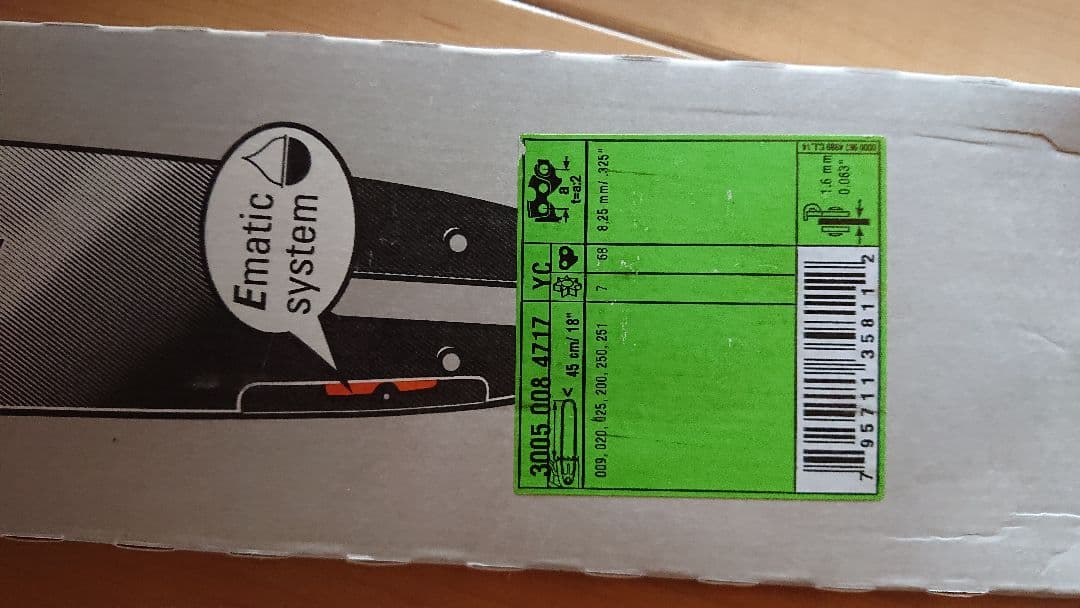 Ematic
system
3005 008 4717 YC
< 45 cm/ 18"
a
t=a:2
009, 020, 025, 200, 250, 251 7 68 8,25 mm/ .325"
1.6 mm
0.063"
7 95711 35811 2